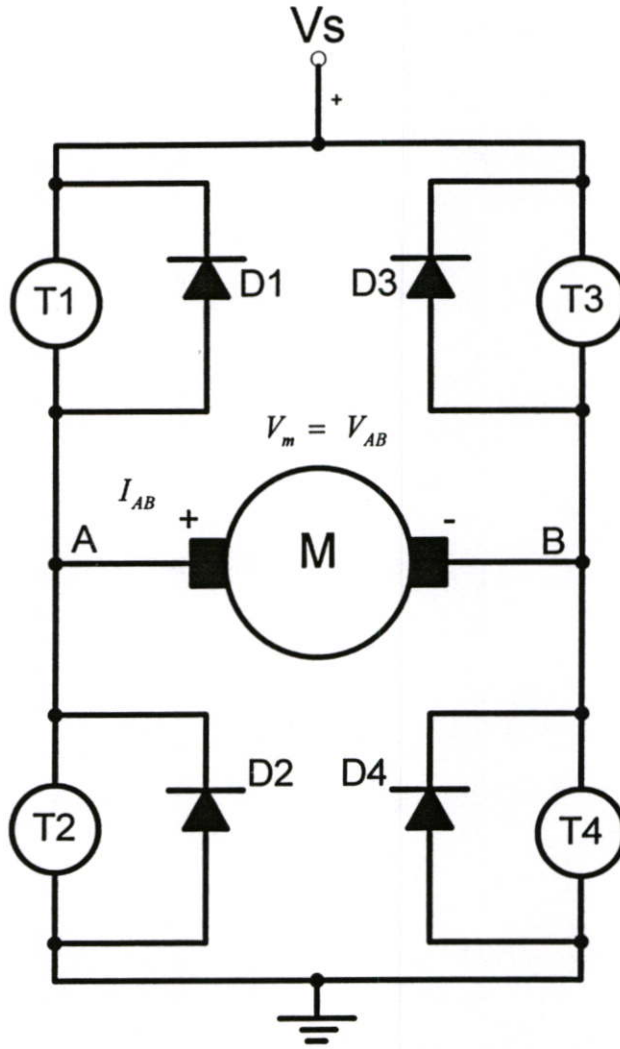 Vs
+
D1 D3
T1 T3
V_m = V_AB
I_AB
+ -
A M B
D2 D4
T2 T4